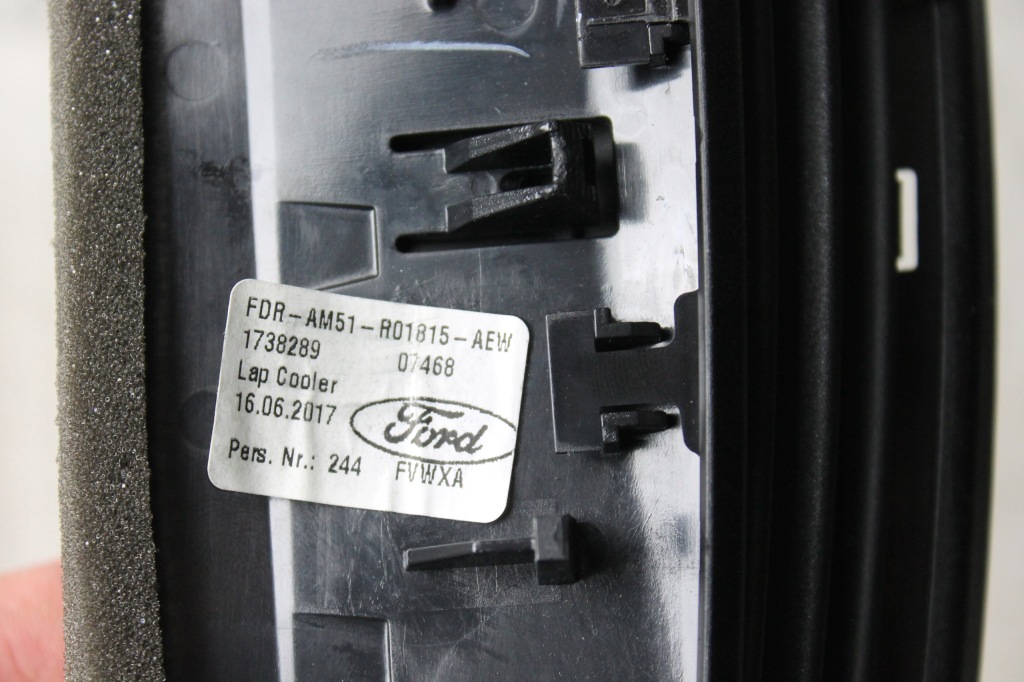 FDR-AM51-R01815-AEW
1738289 07468
Lap Cooler
16.06.2017
Ford
Pers. Nr.: 244 FVWXA